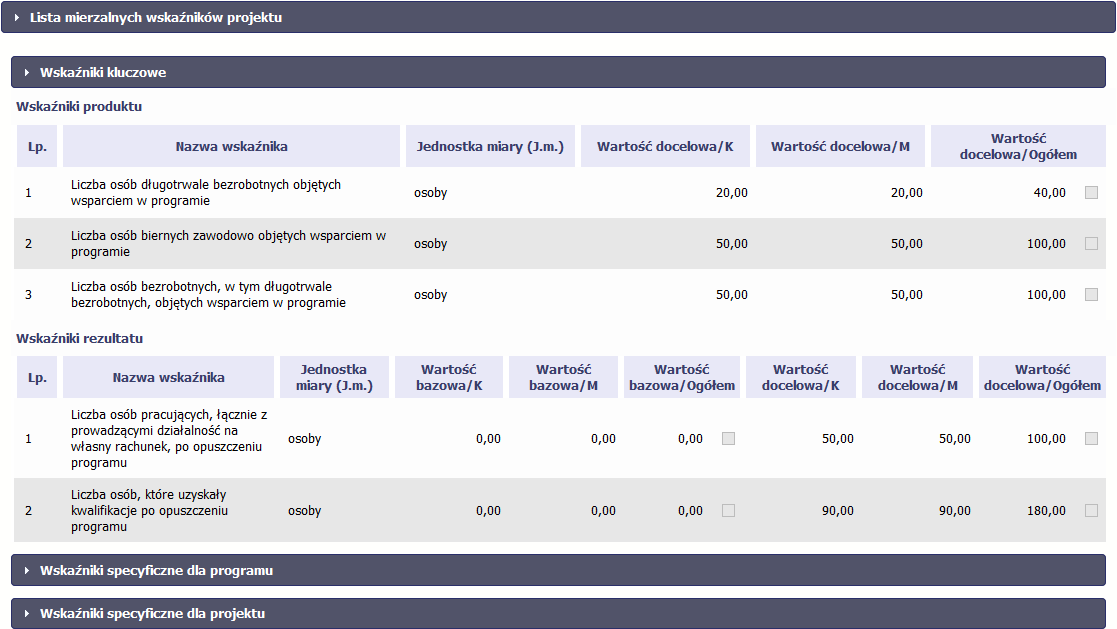 Lista mierzalnych wskaźników projektu
Wskaźniki kluczowe
Wskaźniki produktu
Lp. Nazwa wskaźnika Jednostka miary (J.m.) Wartość docelowa/K Wartość docelowa/M Wartość docelowa/Ogółem
1 Liczba osób długotrwale bezrobotnych objętych wsparciem w programie osoby 20,00 20,00 40,00
2 Liczba osób biernych zawodowo objętych wsparciem w programie osoby 50,00 50,00 100,00
3 Liczba osób bezrobotnych, w tym długotrwale bezrobotnych, objętych wsparciem w programie osoby 50,00 50,00 100,00
Wskaźniki rezultatu
Lp. Nazwa wskaźnika Jednostka miary (J.m.) Wartość bazowa/K Wartość bazowa/M Wartość bazowa/Ogółem Wartość docelowa/K Wartość docelowa/M Wartość docelowa/Ogółem
1 Liczba osób pracujących, łącznie z prowadzącymi działalność na własny rachunek, po opuszczeniu programu osoby 0,00 0,00 0,00 50,00 50,00 100,00
2 Liczba osób, które uzyskały kwalifikacje po opuszczeniu programu osoby 0,00 0,00 0,00 90,00 90,00 180,00
Wskaźniki specyficzne dla programu
Wskaźniki specyficzne dla projektu